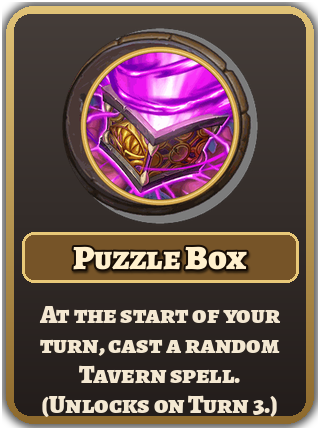 Puzzle Box
At the start of your
turn, cast a random
Tavern spell.
(Unlocks on Turn 3.)